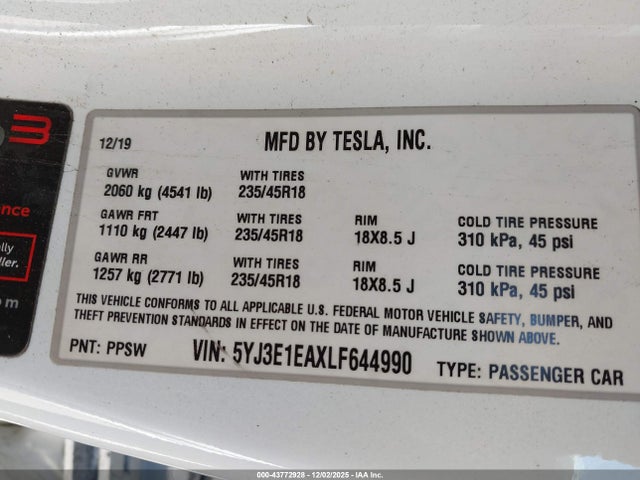 3
12/19 MFD BY TESLA, INC.
GVWR WITH TIRES
2060 kg (4541 lb) 235/45R18
GAWR FRT WITH TIRES RIM COLD TIRE PRESSURE
1110 kg (2447 lb) 235/45R18 18X8.5 J 310 kPa, 45 psi
GAWR RR WITH TIRES RIM COLD TIRE PRESSURE
1257 kg (2771 lb) 235/45R18 18X8.5 J 310 kPa, 45 psi
THIS VEHICLE CONFORMS TO ALL APPLICABLE U.S. FEDERAL MOTOR VEHICLE SAFETY, BUMPER, AND
THEFT PREVENTION STANDARDS IN EFFECT ON THE DATE OF MANUFACTURE SHOWN ABOVE.
PNT: PPSW VIN: 5YJ3E1EAXLF644990 TYPE: PASSENGER CAR
000-43772928 - 12/02/2025 - IAA Inc.